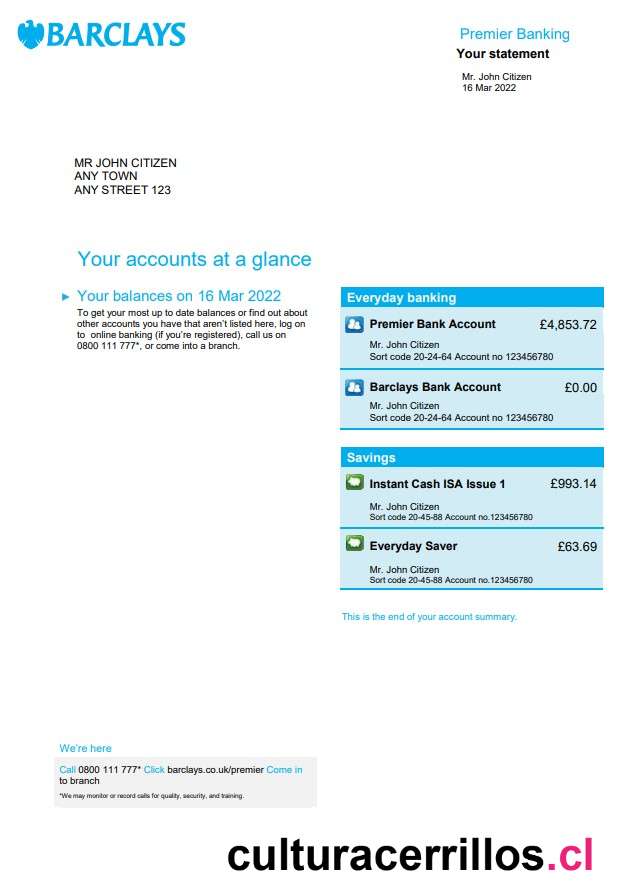 BARCLAYS
Premier Banking
Your statement
Mr. John Citizen
16 Mar 2022
MR JOHN CITIZEN
ANY TOWN
ANY STREET 123
Your accounts at a glance
Your balances on 16 Mar 2022
To get your most up to date balances or find out about
other accounts you have that aren't listed here, log on
to online banking (if you're registered), call us on
0800 111 777*, or come into a branch.
Everyday banking
Premier Bank Account £4,853.72
Mr. John Citizen
Sort code 20-24-64 Account no 123456780
Barclays Bank Account £0.00
Mr. John Citizen
Sort code 20-24-64 Account no 123456780
Savings
Instant Cash ISA Issue 1 £993.14
Mr. John Citizen
Sort code 20-45-88 Account no.123456780
Everyday Saver £63.69
Mr. John Citizen
Sort code 20-45-88 Account no.123456780
This is the end of your account summary.
We're here
Call 0800 111 777* Click barclays.co.uk/premier Come in
to branch
*We may monitor or record calls for quality, security, and training.
culturacerrillos.cl